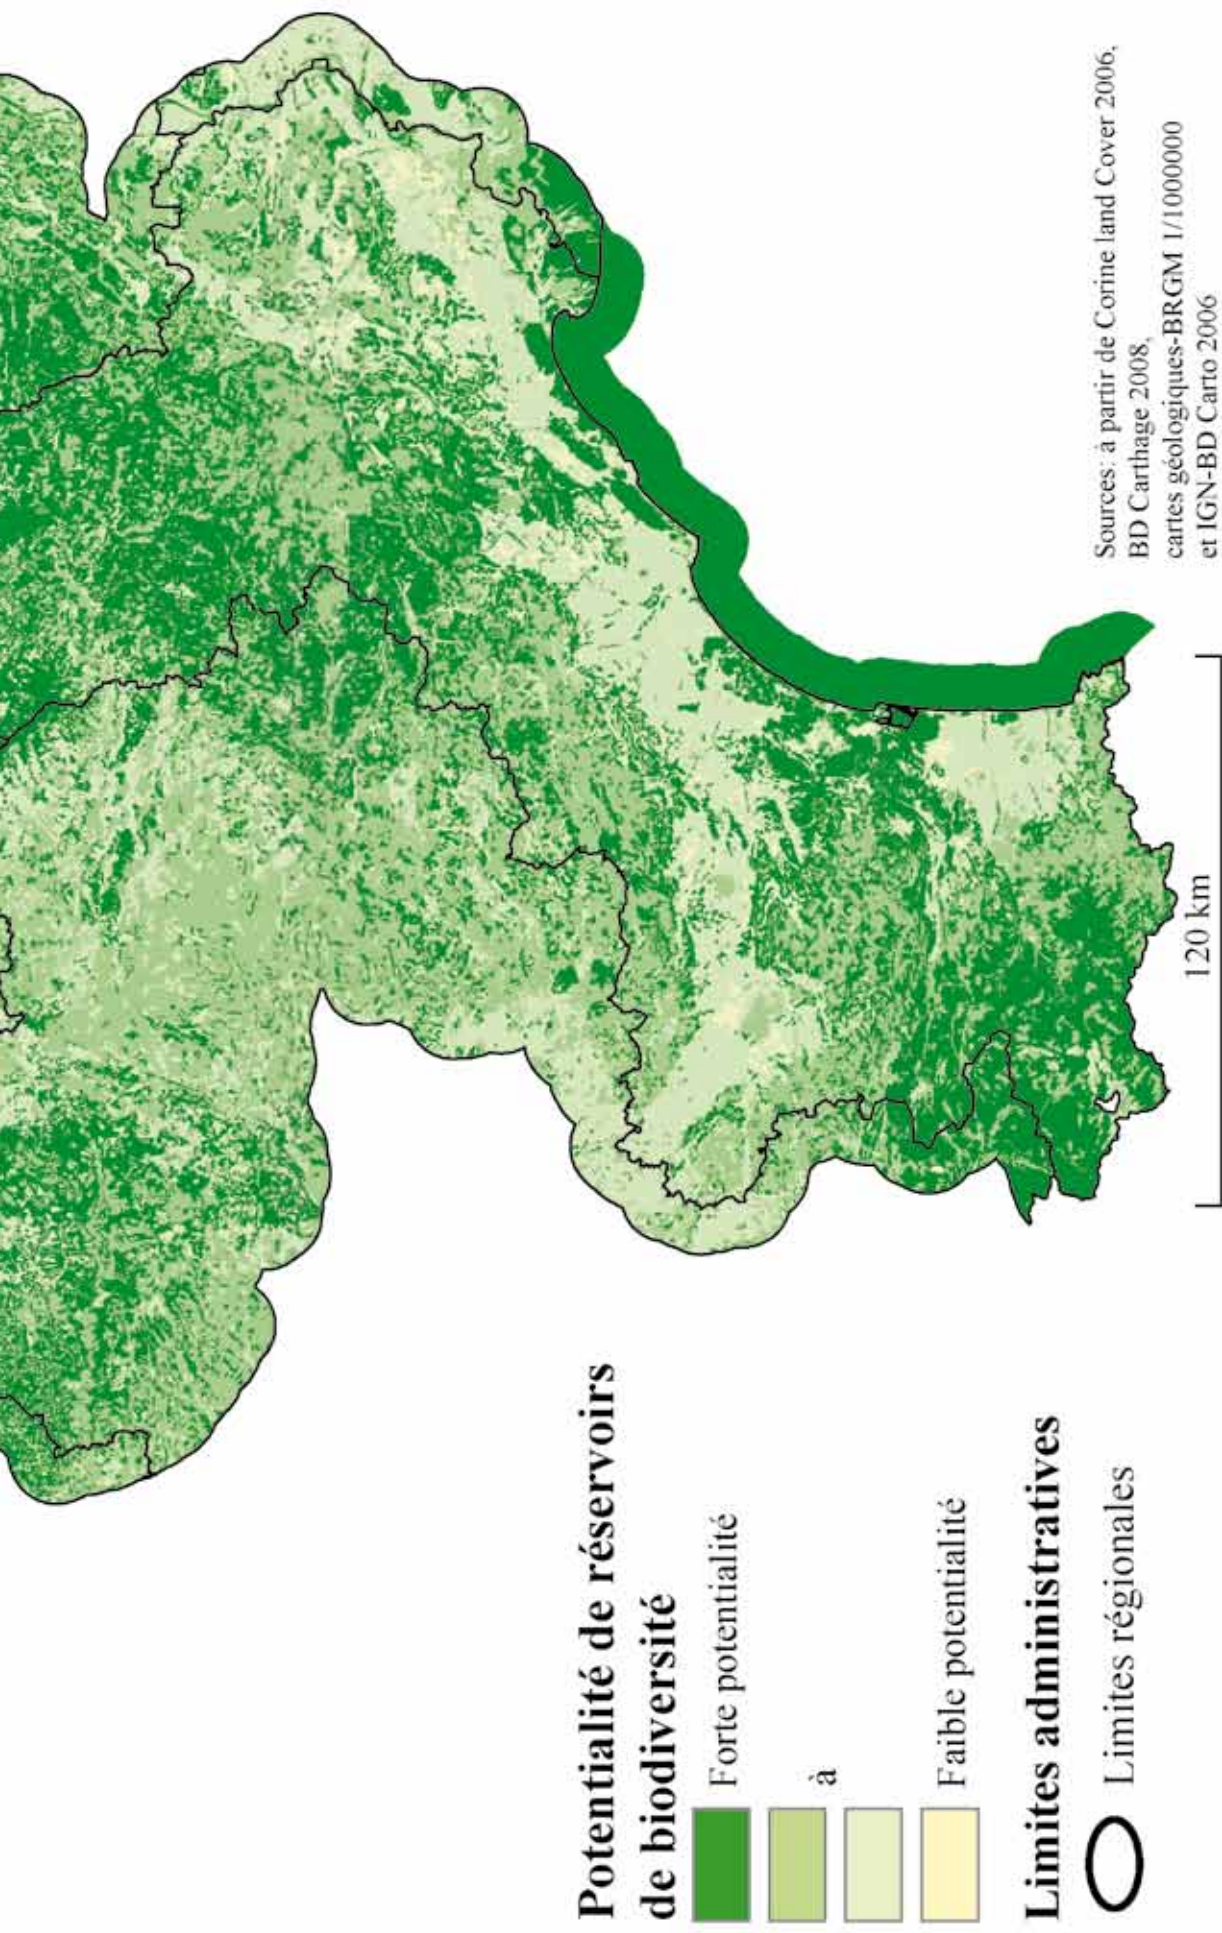 Potentialité de réservoirs
de biodiversité
Forte potentialité
à
Faible potentialité
Limites administratives
Limites régionales
120 km
Sources: à partir de Corine land Cover 2006,
BD Carthage 2008,
cartes géologiques-BRGM 1/1000000
et IGN-BD Carto 2006